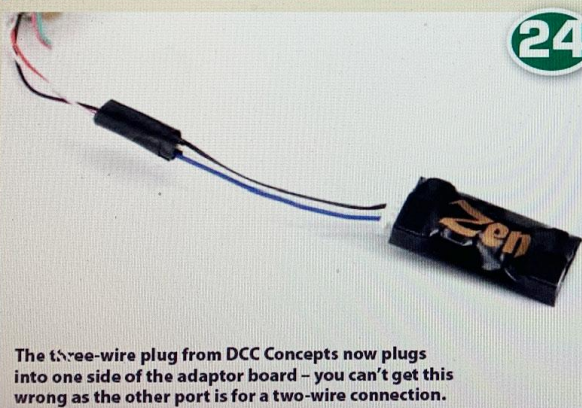 24
Zen
The three-wire plug from DCC Concepts now plugs
into one side of the adaptor board – you can't get this
wrong as the other port is for a two-wire connection.